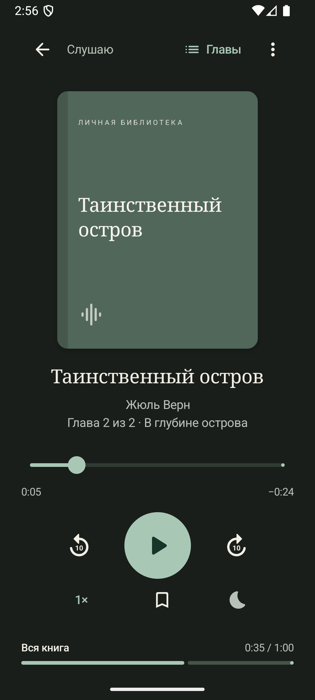 2:56
Слушаю
Главы
ЛИЧНАЯ БИБЛИОТЕКА
Таинственный
остров
Таинственный остров
Жюль Верн
Глава 2 из 2 · В глубине острова
0:05
−0:24
10
10
1×
Вся книга
0:35 / 1:00